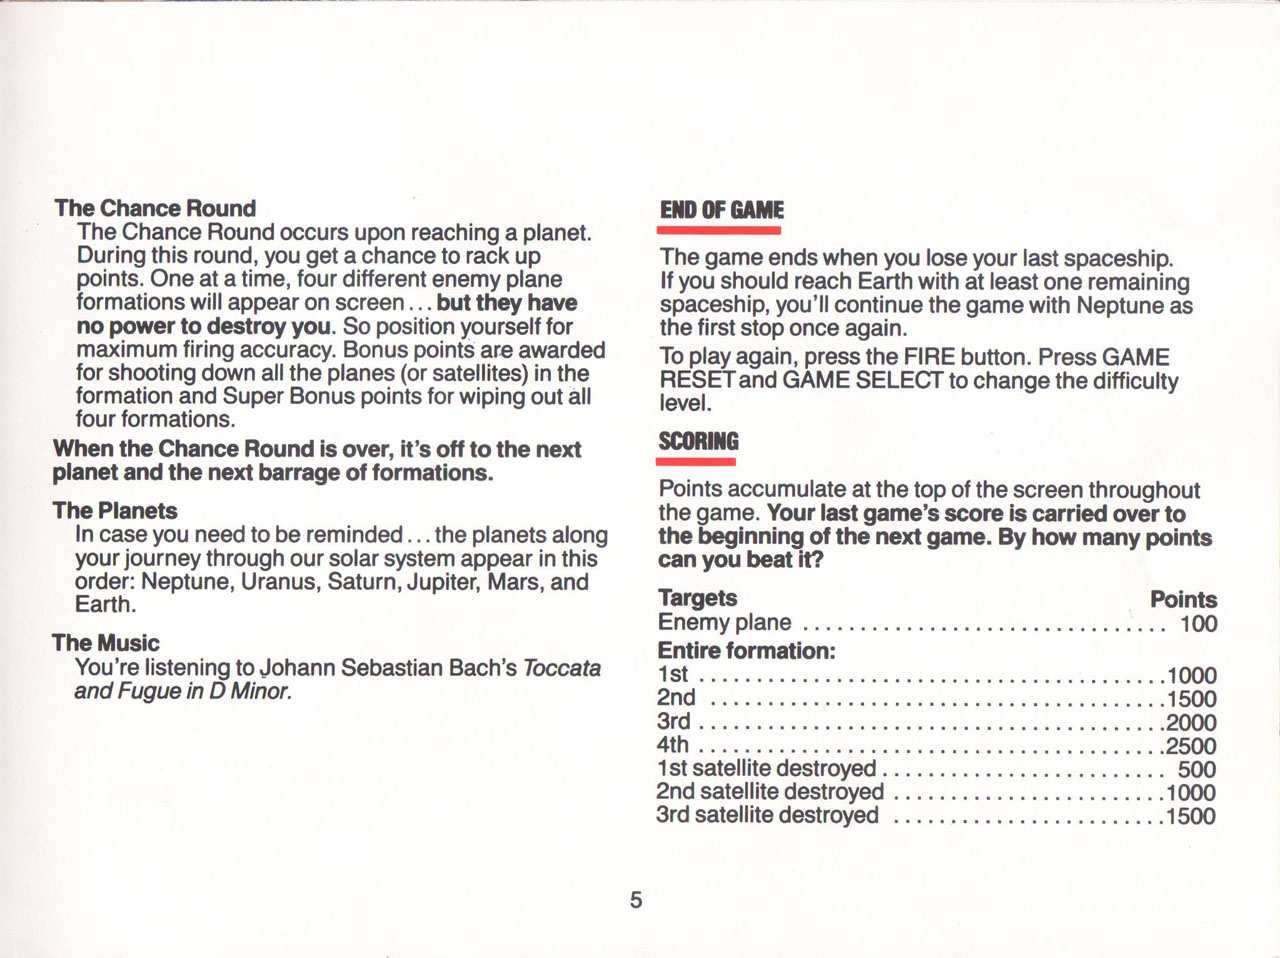 The Chance Round
The Chance Round occurs upon reaching a planet.
During this round, you get a chance to rack up
points. One at a time, four different enemy plane
formations will appear on screen . . . but they have
no power to destroy you. So position yourself for
maximum firing accuracy. Bonus points are awarded
for shooting down all the planes (or satellites) in the
formation and Super Bonus points for wiping out all
four formations.
When the Chance Round is over, it's off to the next
planet and the next barrage of formations.
The Planets
In case you need to be reminded . . . the planets along
your journey through our solar system appear in this
order: Neptune, Uranus, Saturn, Jupiter, Mars, and
Earth.
The Music
You're listening to Johann Sebastian Bach's Toccata
and Fugue in D Minor.
END OF GAME
The game ends when you lose your last spaceship.
If you should reach Earth with at least one remaining
spaceship, you'll continue the game with Neptune as
the first stop once again.
To play again, press the FIRE button. Press GAME
RESET and GAME SELECT to change the difficulty
level.
SCORING
Points accumulate at the top of the screen throughout
the game. Your last game's score is carried over to
the beginning of the next game. By how many points
can you beat it?
Targets Points
Enemy plane . . . . . . . . . . . . . . . . . . . . . . . . . . . . . . . . 100
Entire formation:
1st . . . . . . . . . . . . . . . . . . . . . . . . . . . . . . . . . . . . . . . . .1000
2nd . . . . . . . . . . . . . . . . . . . . . . . . . . . . . . . . . . . . . . . .1500
3rd . . . . . . . . . . . . . . . . . . . . . . . . . . . . . . . . . . . . . . . . .2000
4th . . . . . . . . . . . . . . . . . . . . . . . . . . . . . . . . . . . . . . . . .2500
1st satellite destroyed . . . . . . . . . . . . . . . . . . . . . . . . . 500
2nd satellite destroyed . . . . . . . . . . . . . . . . . . . . . . . .1000
3rd satellite destroyed . . . . . . . . . . . . . . . . . . . . . . . .1500
5